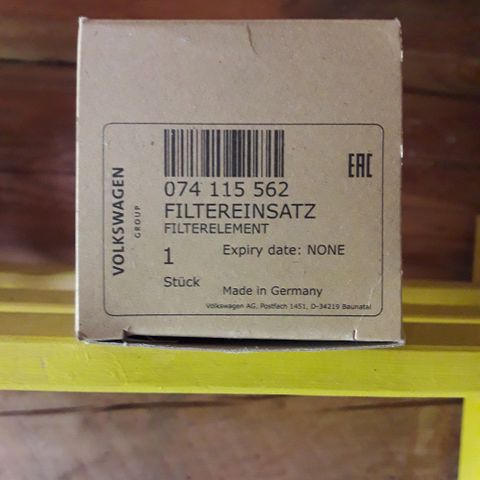 VOLKSWAGEN
GROUP
EAC
074 115 562
FILTEREINSATZ
FILTERELEMENT
1
Expiry date: NONE
Stück
Made in Germany
Volkswagen AG, Postfach 1451, D-34219 Baunatal